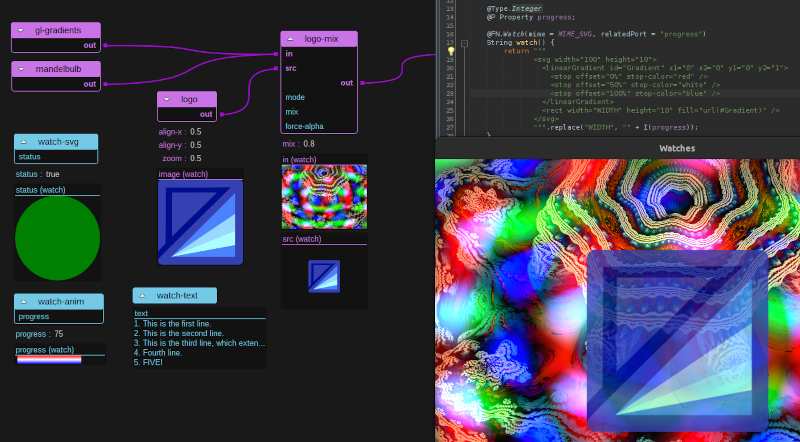 gl-gradients
out
mandelbulb
out
logo
out
align-x : 0.5
align-y : 0.5
zoom : 0.5
image (watch)
logo-mix
in
src
out
mode
mix
force-alpha
mix : 0.8
in (watch)
src (watch)
watch-svg
status
status : true
status (watch)
watch-anim
progress
progress : 75
progress (watch)
watch-text
text
1. This is the first line.
2. This is the second line.
3. This is the third line, which exten...
4. Fourth line.
5. FIVE!
13 @Type.Integer
14 @P Property progress;
15
16 @FN.Watch(mime = MIME_SVG, relatedPort = "progress")
17 String watch() {
return """
19 <svg width="100" height="10">
20 <linearGradient id="Gradient" x1="0" x2="0" y1="0" y2="1">
21 <stop offset="0%" stop-color="red" />
22 <stop offset="50%" stop-color="white" />
23 <stop offset="100%" stop-color="blue" />
24 </linearGradient>
25 <rect width="WIDTH" height="10" fill="url(#Gradient)" />
26 </svg>
27 """.replace("WIDTH", "" + I(progress));
}
Watches